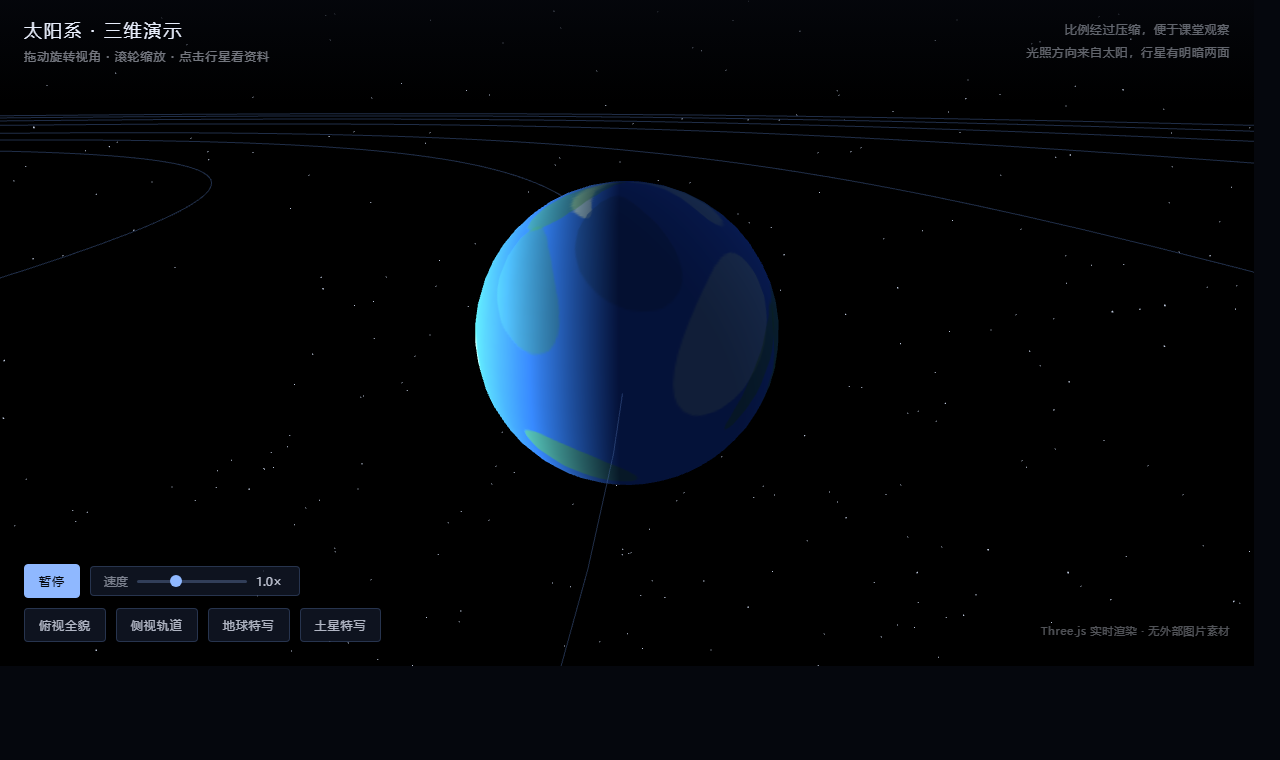 太阳系 · 三维演示
拖动旋转视角 · 滚轮缩放 · 点击行星看资料
比例经过压缩，便于课堂观察
光照方向来自太阳，行星有明暗两面
暂停 速度 1.0×
俯视全貌 侧视轨道 地球特写 土星特写
Three.js 实时渲染 · 无外部图片素材